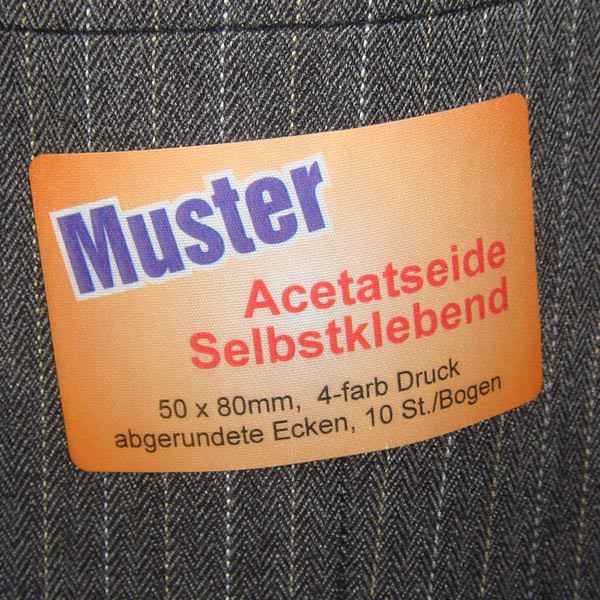 Muster
Acetatseide
Selbstklebend
50 x 80mm, 4-farb Druck
abgerundete Ecken, 10 St./Bogen